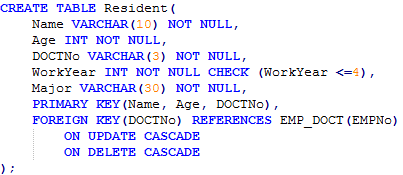 CREATE TABLE Resident(
    Name VARCHAR(10) NOT NULL,
    Age INT NOT NULL,
    DOCTNo VARCHAR(3) NOT NULL,
    WorkYear INT NOT NULL CHECK (WorkYear <=4),
    Major VARCHAR(30) NOT NULL,
    PRIMARY KEY(Name, Age, DOCTNo),
    FOREIGN KEY(DOCTNo) REFERENCES EMP_DOCT(EMPNo)
        ON UPDATE CASCADE
        ON DELETE CASCADE
);